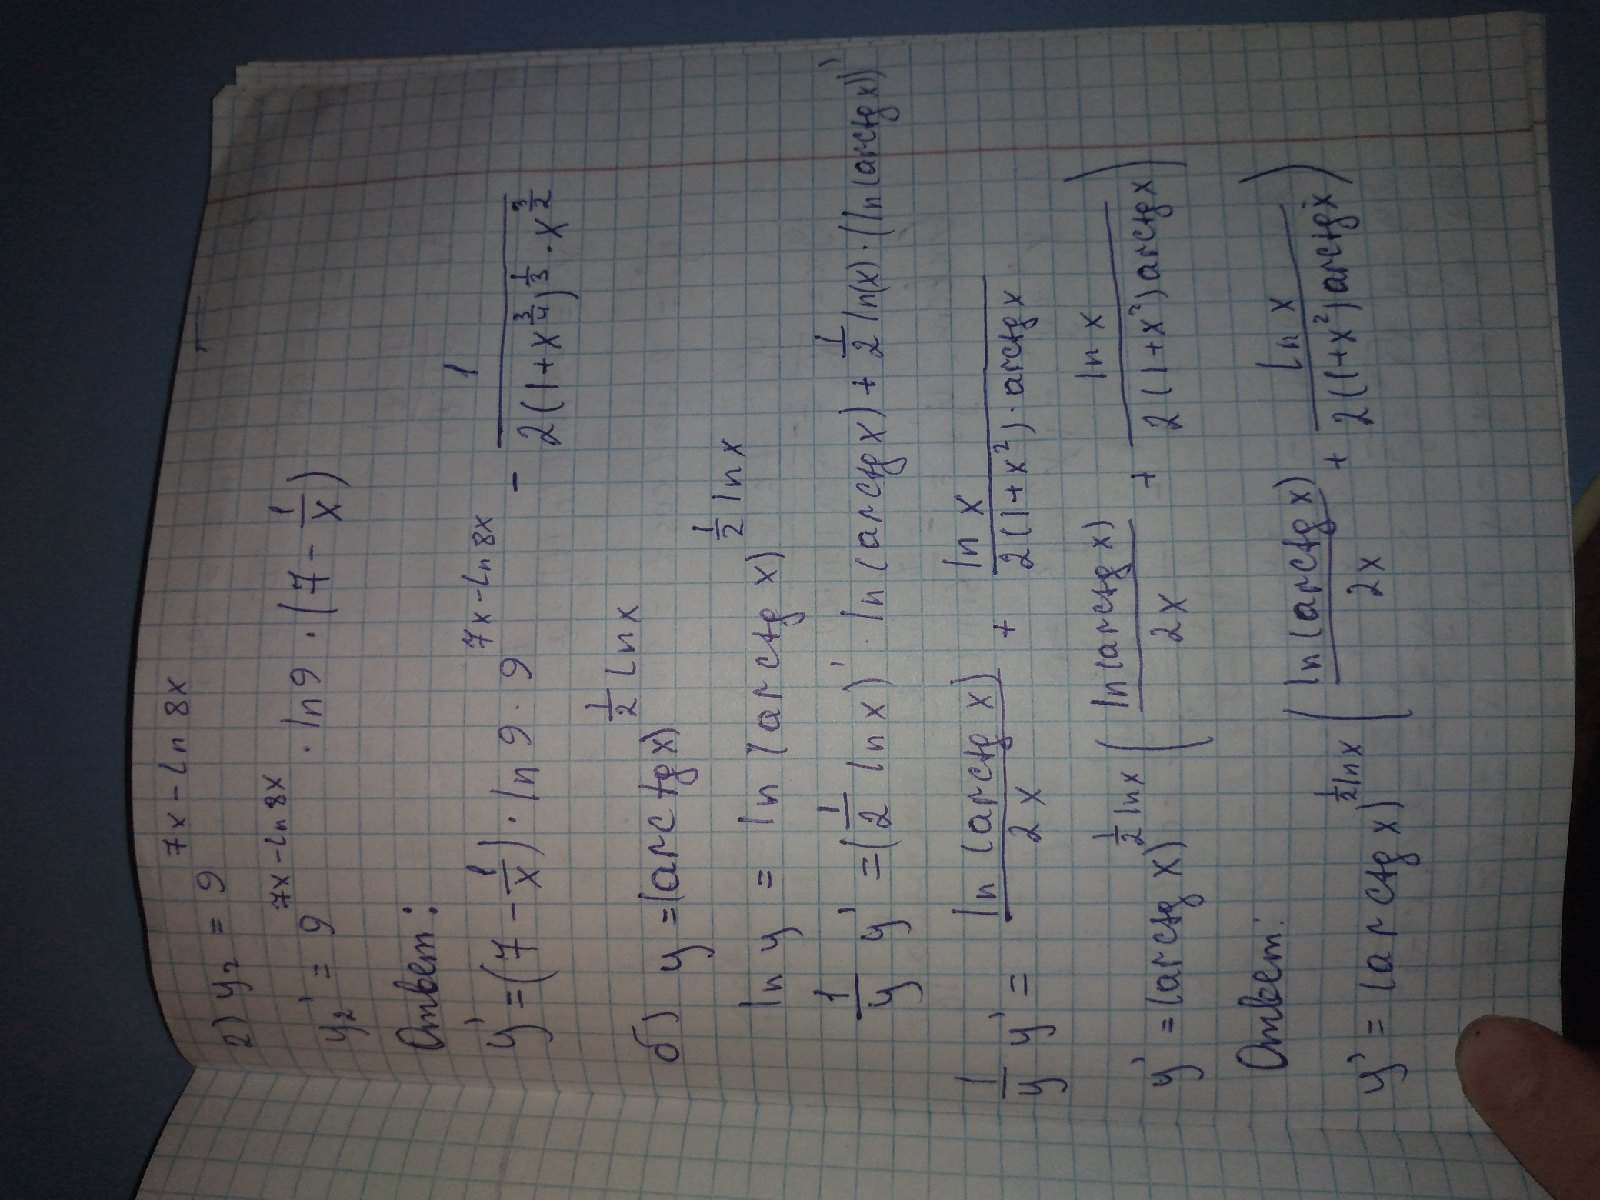 2) y₂ = 9^(7x - ln 8x)
y₂' = 9^(7x - ln 8x) · ln 9 · (7 - 1/x)
Ответ:
y' = (7 - 1/x) · ln 9 · 9^(7x - ln 8x) - 1/(2(1 + x^(3/4))^(1/3) · x^(3/2))
б) y = (arctg x)^(1/2 ln x)
ln y = ln (arctg x)^(1/2 ln x)
1/y y' = (1/2 ln x)' · ln (arctg x) + 1/2 ln(x) · (ln(arctg x))'
1/y y' = ln (arctg x)/2x + ln x/(2(1 + x²) · arctg x)
y' = (arctg x)^(1/2 ln x) (ln(arctg x)/2x + ln x/(2(1 + x²) arctg x))
Ответ:
y' = (arctg x)^(1/2 ln x) (ln (arctg x)/2x + ln x/(2(1 + x²) arctg x))